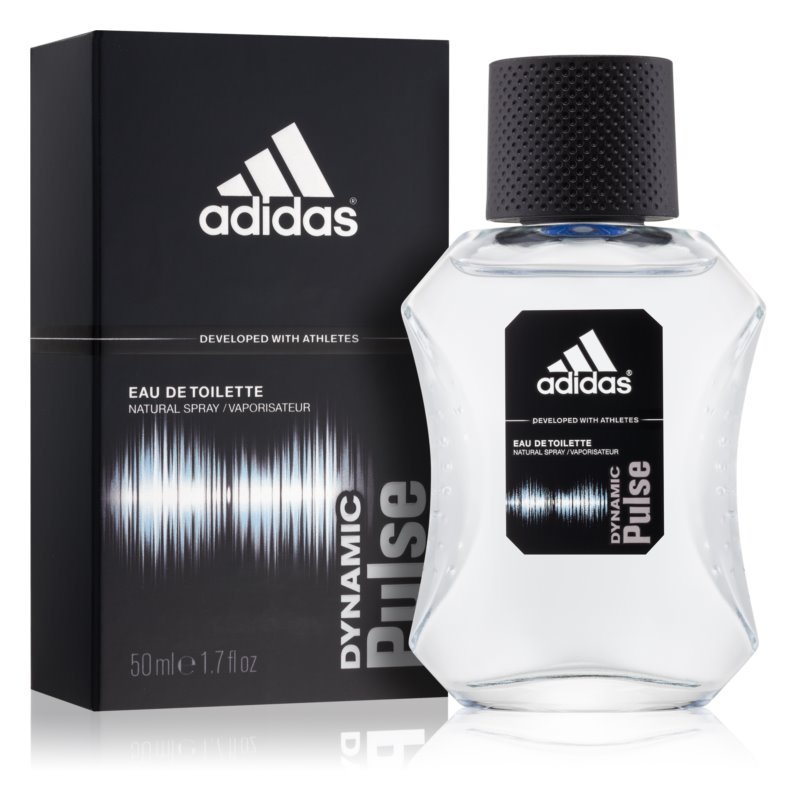 adidas®
DEVELOPED WITH ATHLETES
EAU DE TOILETTE
NATURAL SPRAY / VAPORISATEUR
DYNAMIC
Pulse
50 ml e 1.7 fl oz
adidas®
DEVELOPED WITH ATHLETES
EAU DE TOILETTE
NATURAL SPRAY / VAPORISATEUR
DYNAMIC
Pulse